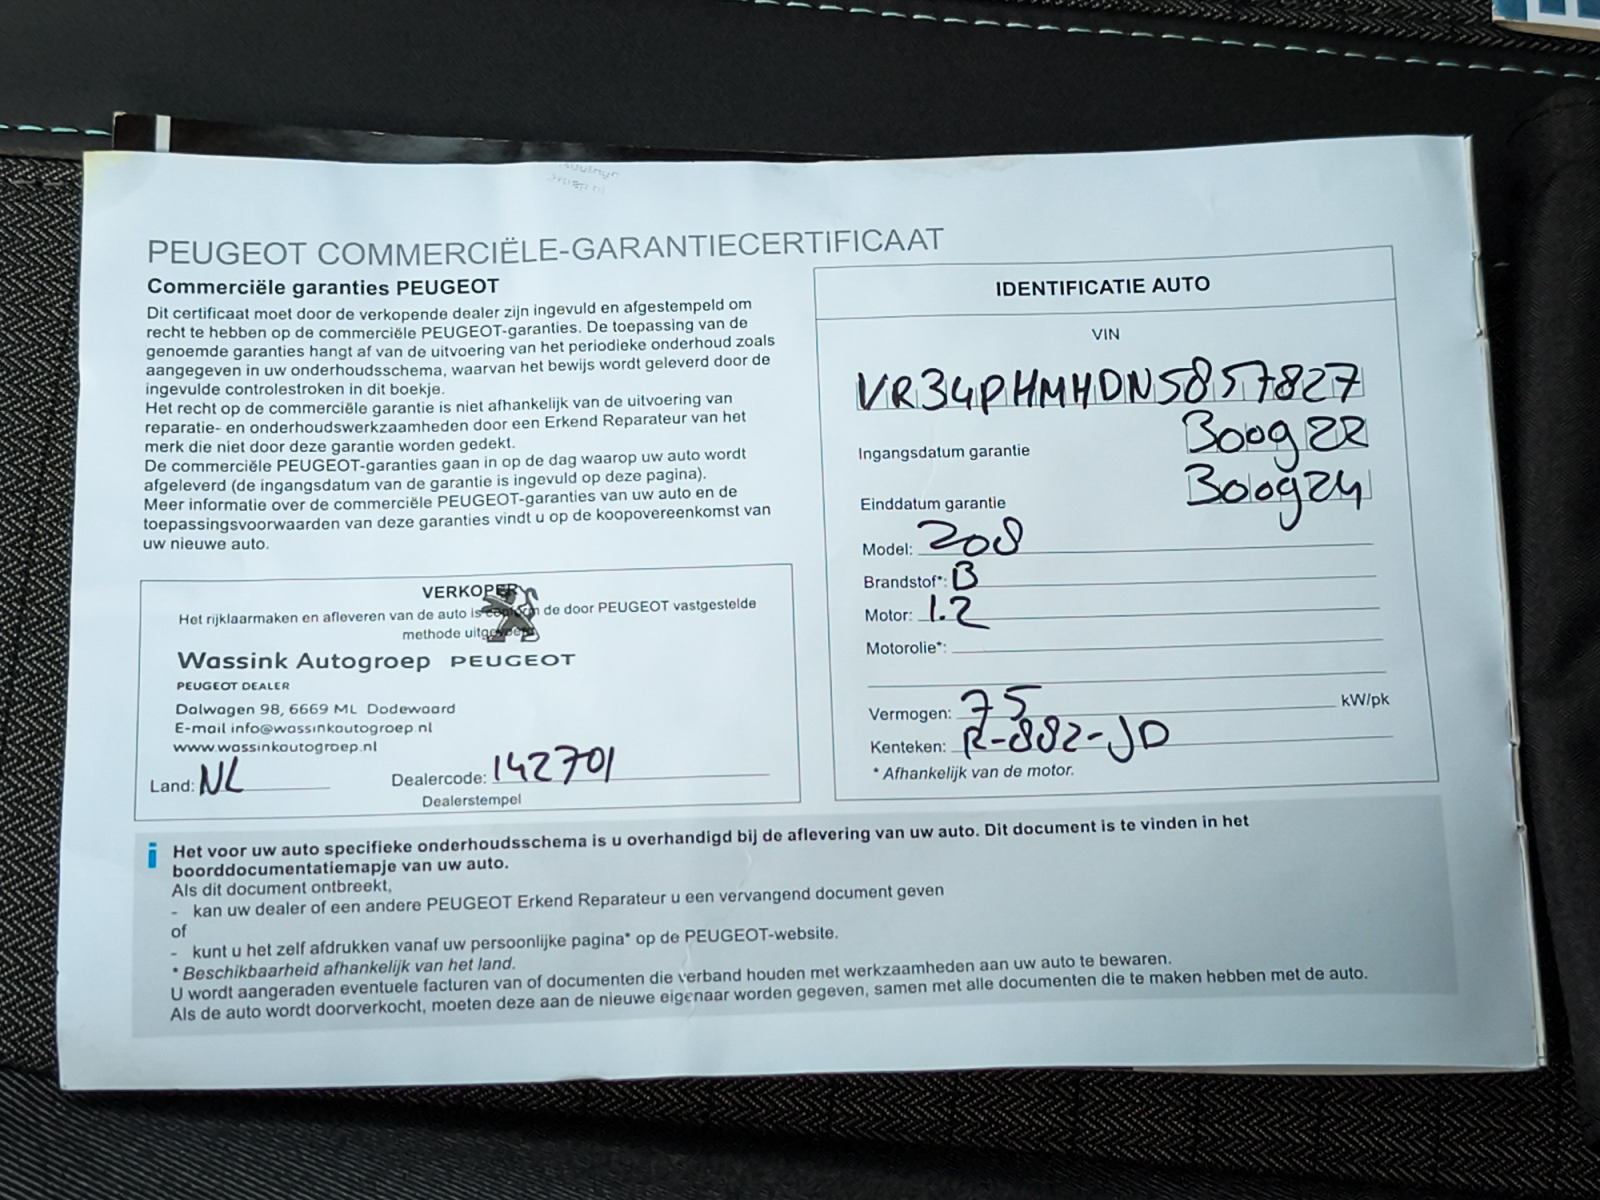 PEUGEOT COMMERCIËLE-GARANTIECERTIFICAAT
Commerciële garanties PEUGEOT
Dit certificaat moet door de verkopende dealer zijn ingevuld en afgestempeld om
recht te hebben op de commerciële PEUGEOT-garanties. De toepassing van de
genoemde garanties hangt af van de uitvoering van het periodieke onderhoud zoals
aangegeven in uw onderhoudsschema, waarvan het bewijs wordt geleverd door de
ingevulde controlestroken in dit boekje.
Het recht op de commerciële garantie is niet afhankelijk van de uitvoering van
reparatie- en onderhoudswerkzaamheden door een Erkend Reparateur van het
merk die niet door deze garantie worden gedekt.
De commerciële PEUGEOT-garanties gaan in op de dag waarop uw auto wordt
afgeleverd (de ingangsdatum van de garantie is ingevuld op deze pagina).
Meer informatie over de commerciële PEUGEOT-garanties van uw auto en de
toepassingsvoorwaarden van deze garanties vindt u op de koopovereenkomst van
uw nieuwe auto.
VERKOPER
Het rijklaarmaken en afleveren van de auto is conform de door PEUGEOT vastgestelde
methode uitgevoerd
Wassink Autogroep PEUGEOT
PEUGEOT DEALER
Dalwagen 98, 6669 ML Dodewaard
E-mail info@wassinkautogroep.nl
www.wassinkautogroep.nl
Land: NL Dealercode: 142701
Dealerstempel
IDENTIFICATIE AUTO
VIN
VR34PHMHDN5857827
Ingangsdatum garantie 300922
Einddatum garantie 300924
Model: 208
Brandstof*: B
Motor: 1.2
Motorolie*:
Vermogen: 75 kW/pk
Kenteken: R-882-JD
* Afhankelijk van de motor.
i Het voor uw auto specifieke onderhoudsschema is u overhandigd bij de aflevering van uw auto. Dit document is te vinden in het
boorddocumentatiemapje van uw auto.
Als dit document ontbreekt,
- kan uw dealer of een andere PEUGEOT Erkend Reparateur u een vervangend document geven
of
- kunt u het zelf afdrukken vanaf uw persoonlijke pagina* op de PEUGEOT-website.
* Beschikbaarheid afhankelijk van het land.
U wordt aangeraden eventuele facturen van of documenten die verband houden met werkzaamheden aan uw auto te bewaren.
Als de auto wordt doorverkocht, moeten deze aan de nieuwe eigenaar worden gegeven, samen met alle documenten die te maken hebben met de auto.